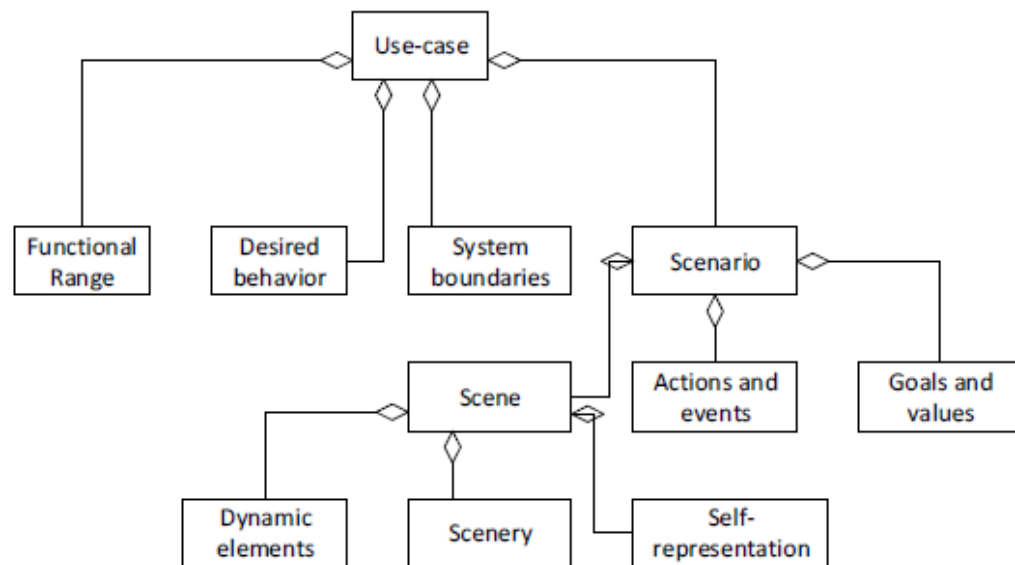 Use-case
Functional
Range
Desired
behavior
System
boundaries
Scenario
Scene
Actions and
events
Goals and
values
Dynamic
elements
Scenery
Self-
representation